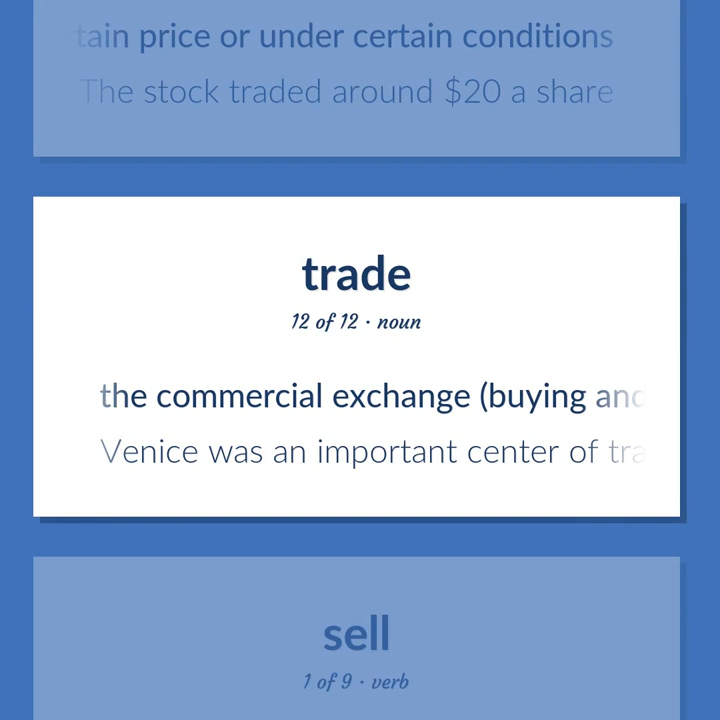 tain price or under certain conditions
The stock traded around $20 a share
trade
12 of 12 · noun
the commercial exchange (buying and
Venice was an important center of tra
sell
1 of 9 · verb